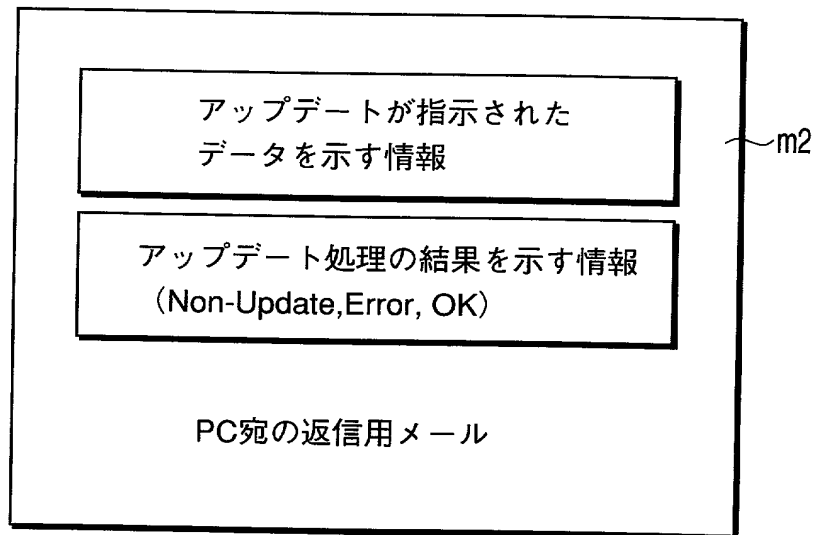 アップデートが指示された
データを示す情報
m2
アップデート処理の結果を示す情報
（Non-Update,Error, OK）
PC宛の返信用メール